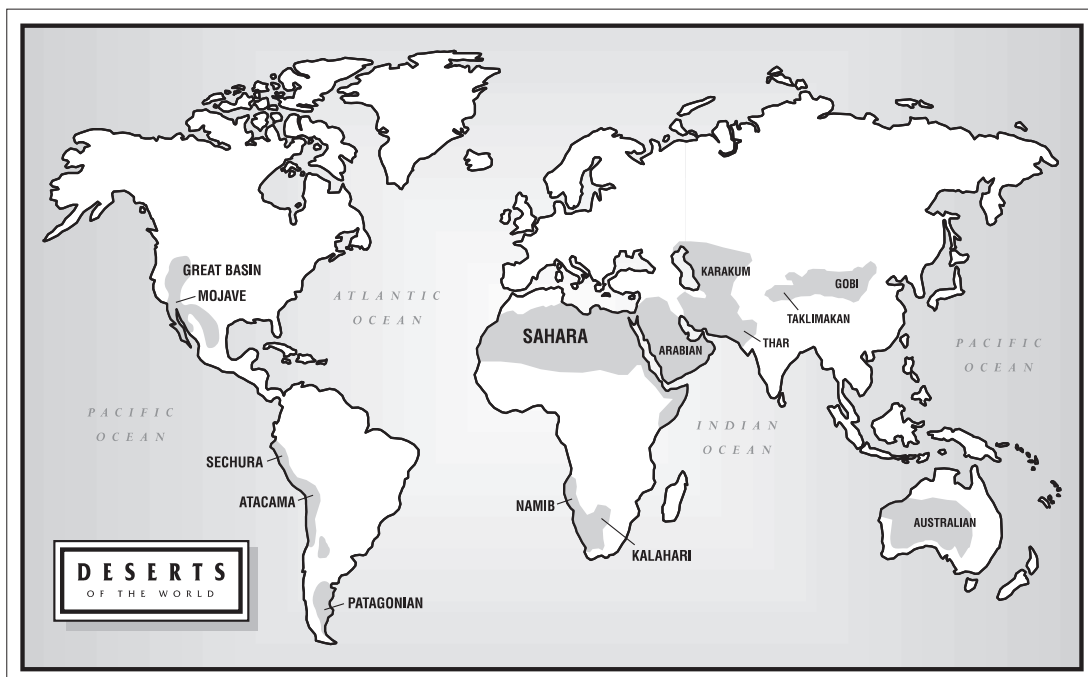 GREAT BASIN
MOJAVE
ATLANTIC
OCEAN
PACIFIC
OCEAN
SECHURA
ATACAMA
PATAGONIAN
SAHARA
ARABIAN
KARAKUM
GOBI
TAKLIMAKAN
THAR
PACIFIC
OCEAN
INDIAN
OCEAN
NAMIB
KALAHARI
AUSTRALIAN
DESERTS
OF THE WORLD